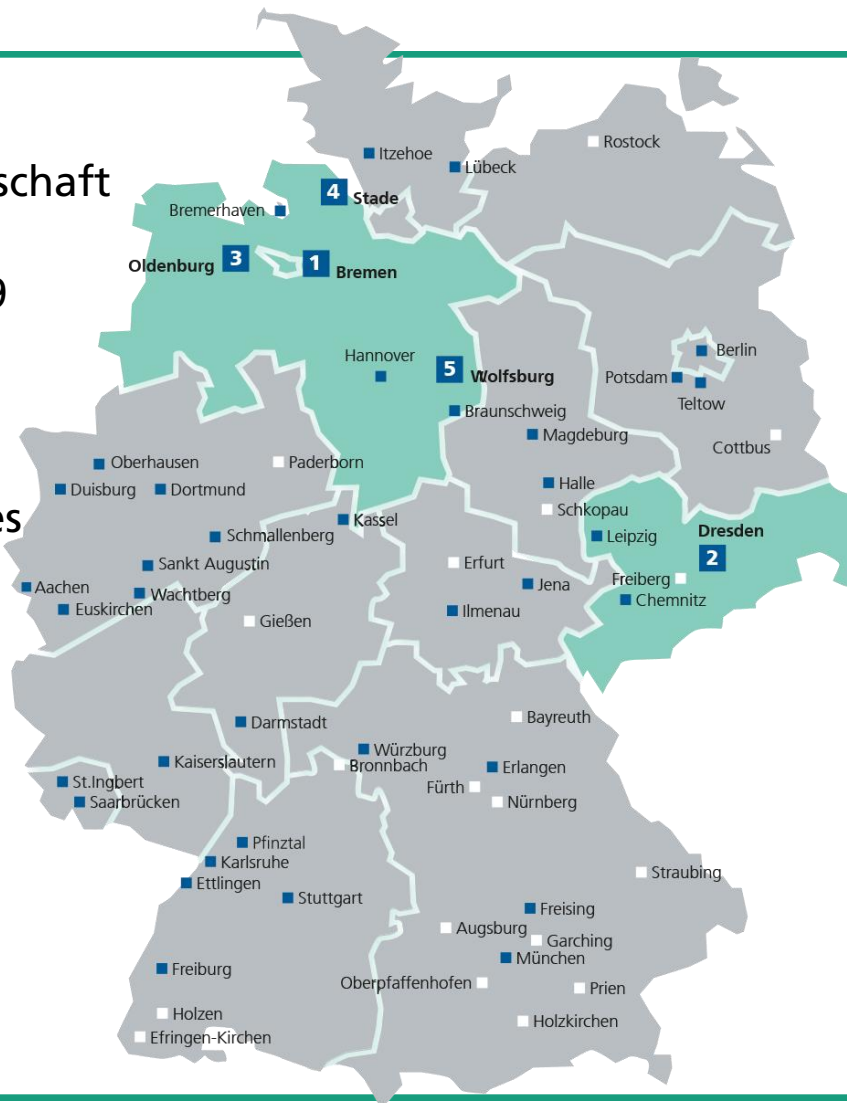 Itzehoe
Rostock
Lübeck
schaft
4 Stade
Bremerhaven
Oldenburg 3
1 Bremen
9
Hannover
Berlin
5 Wolfsburg
Potsdam
Teltow
Braunschweig
Magdeburg
Cottbus
Oberhausen
Paderborn
Duisburg
Dortmund
Halle
Schkopau
es
Kassel
Schmallenberg
Leipzig
Dresden
2
Sankt Augustin
Erfurt
Freiberg
Aachen
Wachtberg
Jena
Chemnitz
Euskirchen
Ilmenau
Gießen
Bayreuth
Darmstadt
Würzburg
Kaiserslautern
Bronnbach
Erlangen
St.Ingbert
Fürth
Saarbrücken
Nürnberg
Pfinztal
Karlsruhe
Straubing
Ettlingen
Stuttgart
Freising
Augsburg
Garching
München
Freiburg
Oberpfaffenhofen
Prien
Holzen
Holzkirchen
Efringen-Kirchen